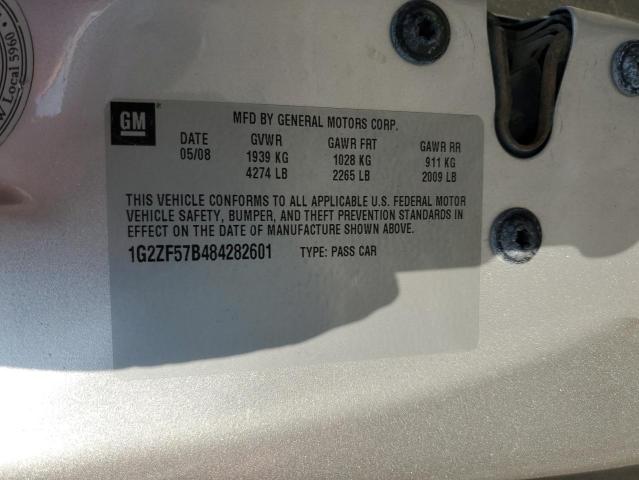 w Local 5960
GM
MFD BY GENERAL MOTORS CORP.
DATE GVWR GAWR FRT GAWR RR
05/08 1939 KG 1028 KG 911 KG
4274 LB 2265 LB 2009 LB
THIS VEHICLE CONFORMS TO ALL APPLICABLE U.S. FEDERAL MOTOR
VEHICLE SAFETY, BUMPER, AND THEFT PREVENTION STANDARDS IN
EFFECT ON THE DATE OF MANUFACTURE SHOWN ABOVE.
1G2ZF57B484282601 TYPE: PASS CAR